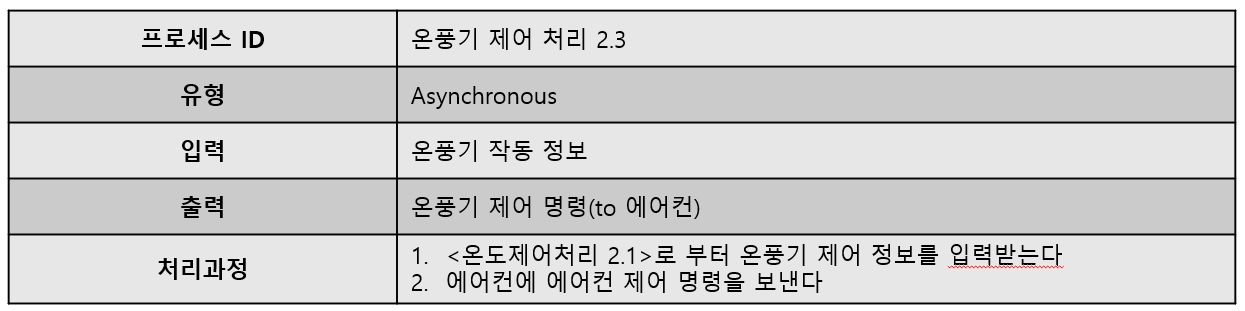 프로세스 ID
온풍기 제어 처리 2.3
유형
Asynchronous
입력
온풍기 작동 정보
출력
온풍기 제어 명령(to 에어컨)
처리과정
1. <온도제어처리 2.1>로 부터 온풍기 제어 정보를 입력받는다
2. 에어컨에 에어컨 제어 명령을 보낸다